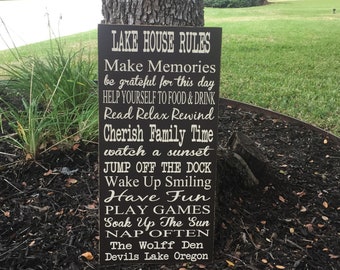 LAKE HOUSE RULES
Make Memories
be grateful for this day
HELP YOURSELF TO FOOD & DRINK
Read Relax Rewind
Cherish Family Time
watch a sunset
JUMP OFF THE DOCK
Wake Up Smiling
Have Fun
PLAY GAMES
Soak Up The Sun
NAP OFTEN
The Wolff Den
Devils Lake Oregon